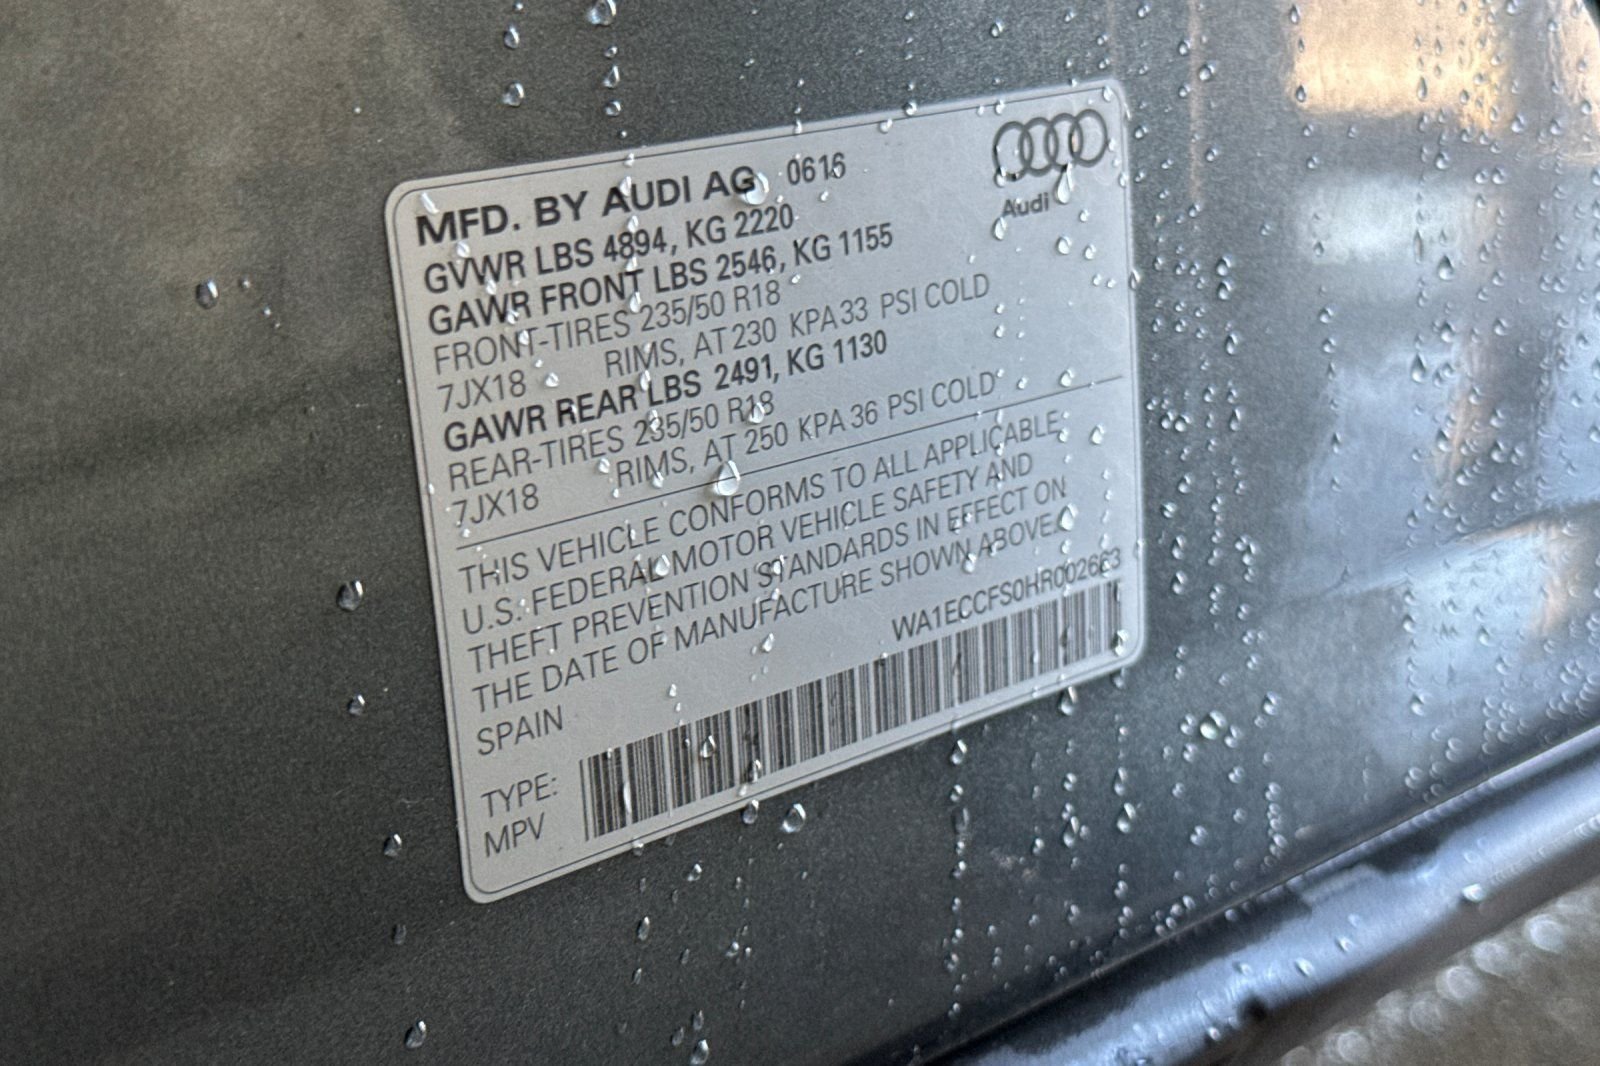 MFD. BY AUDI AG 0616
Audi
GVWR LBS 4894, KG 2220
GAWR FRONT LBS 2546, KG 1155
FRONT-TIRES 235/50 R18
7JX18 RIMS, AT 230 KPA 33 PSI COLD
GAWR REAR LBS 2491, KG 1130
REAR-TIRES 235/50 R18
7JX18 RIMS, AT 250 KPA 36 PSI COLD
THIS VEHICLE CONFORMS TO ALL APPLICABLE
U.S. FEDERAL MOTOR VEHICLE SAFETY AND
THEFT PREVENTION STANDARDS IN EFFECT ON
THE DATE OF MANUFACTURE SHOWN ABOVE.
SPAIN
WA1ECCFS0HR002663
TYPE:
MPV